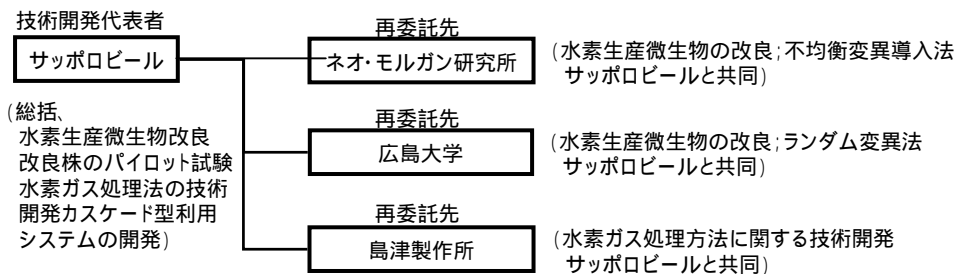 技術開発代表者
サッポロビール
(総括、
水素生産微生物改良
改良株のパイロット試験
水素ガス処理法の技術
開発カスケード型利用
システムの開発)
再委託先
ネオ・モルガン研究所
(水素生産微生物の改良;不均衡変異導入法
サッポロビールと共同)
再委託先
広島大学
(水素生産微生物の改良;ランダム変異法
サッポロビールと共同)
再委託先
島津製作所
(水素ガス処理方法に関する技術開発
サッポロビールと共同)